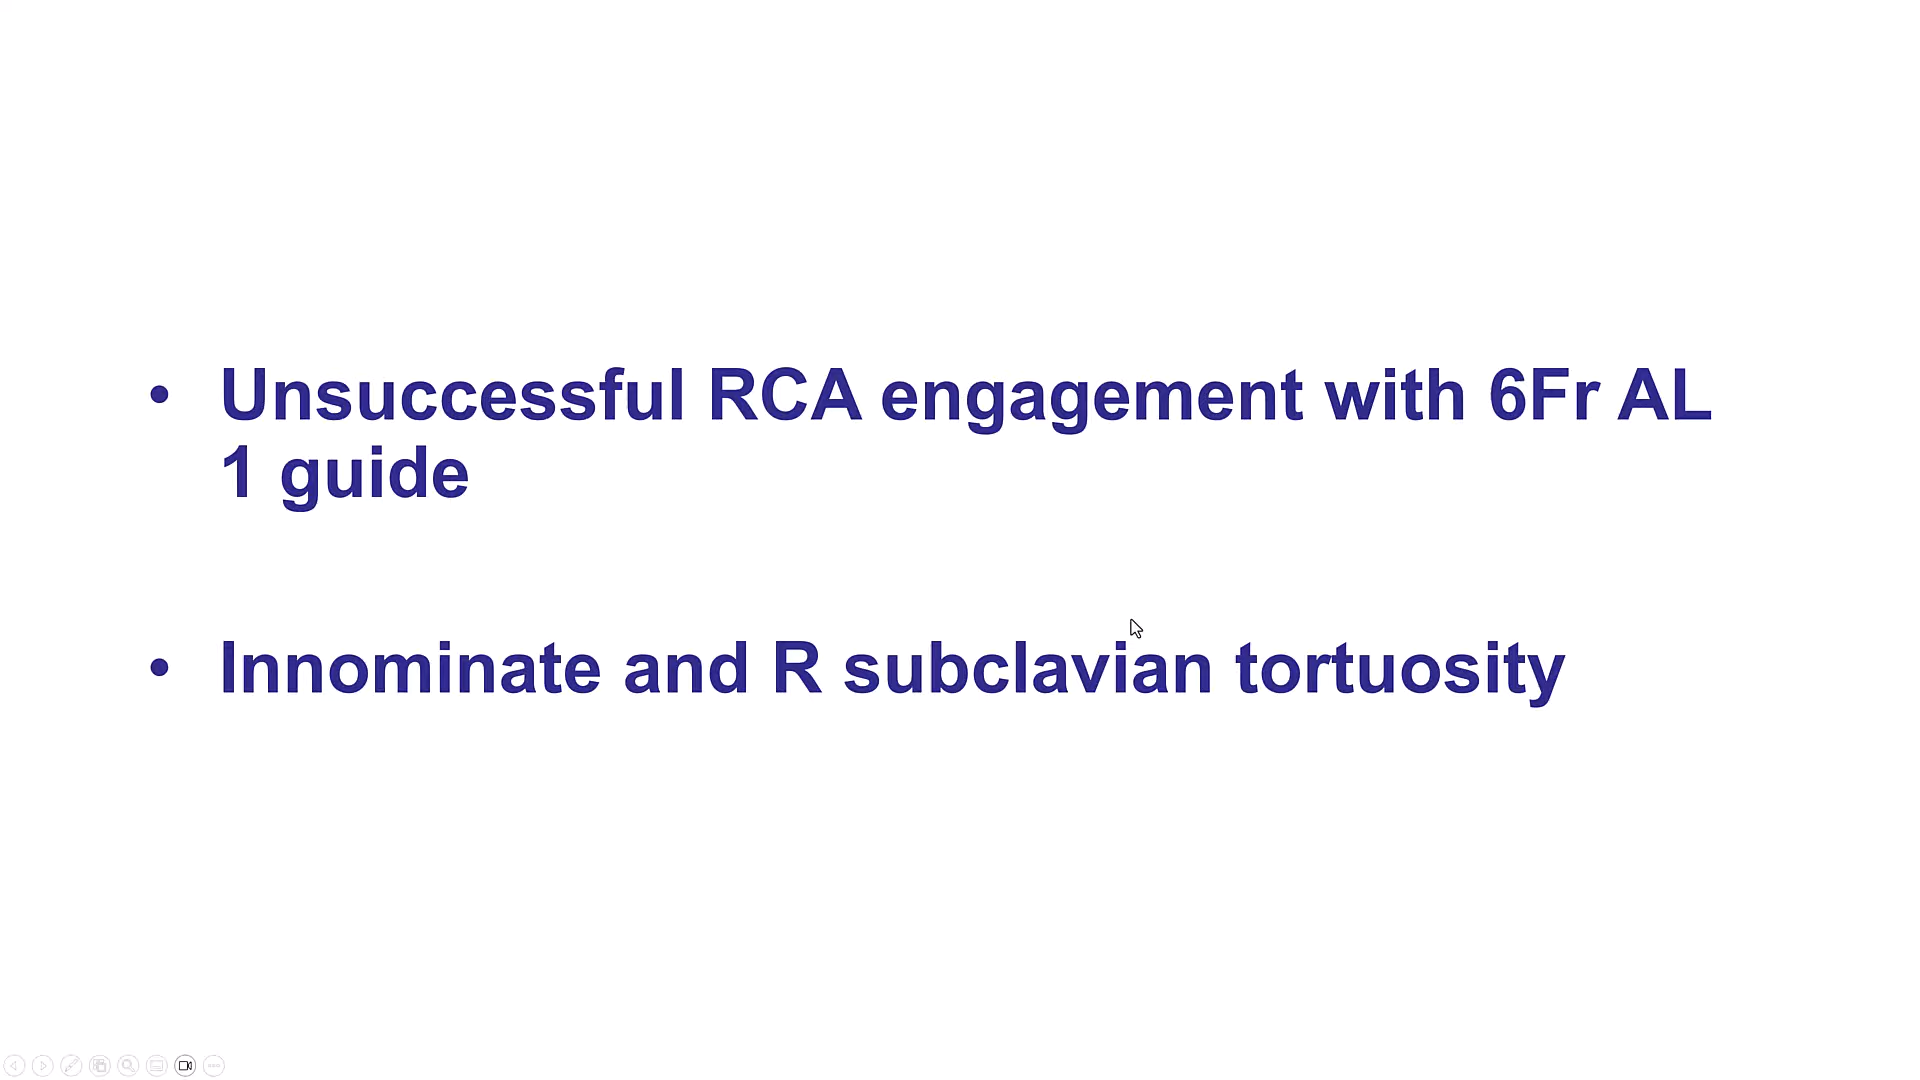 • Unsuccessful RCA engagement with 6Fr AL
1 guide
• Innominate and R subclavian tortuosity